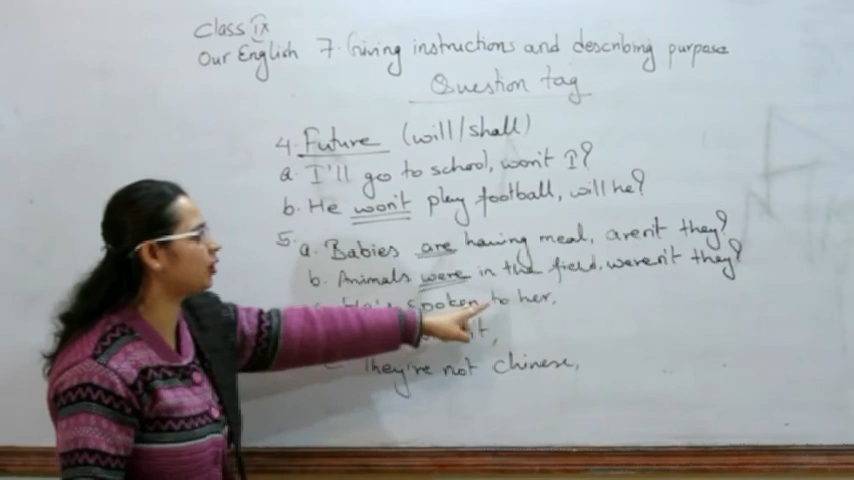 Class IX
Our English 7. Giving instructions and describing purpose
Question tag
4. Future (will/shall)
a. I'll go to school, won't I?
b. He won't play football, will he?
5. a. Babies are having meal, aren't they?
b. Animals were in the field, weren't they?
spoken to her,
They're not Chinese,